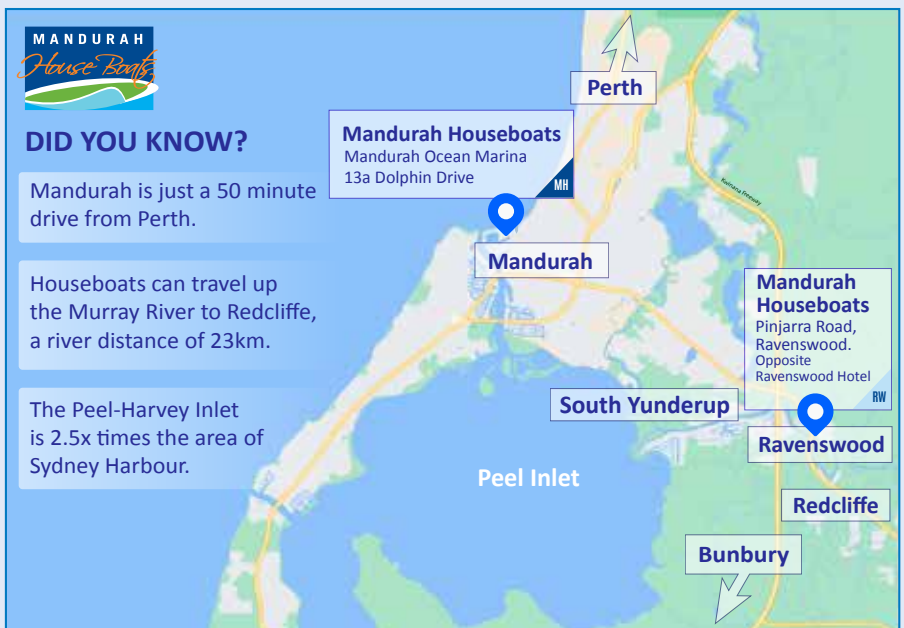 MANDURAH
House Boats
DID YOU KNOW?
Mandurah is just a 50 minute
drive from Perth.
Houseboats can travel up
the Murray River to Redcliffe,
a river distance of 23km.
The Peel-Harvey Inlet
is 2.5x times the area of
Sydney Harbour.
Perth
Mandurah Houseboats
Mandurah Ocean Marina
13a Dolphin Drive
MH
Mandurah
Kwinana Freeway
Mandurah
Houseboats
Pinjarra Road,
Ravenswood.
Opposite
Ravenswood Hotel
RW
South Yunderup
Ravenswood
Peel Inlet
Redcliffe
Bunbury